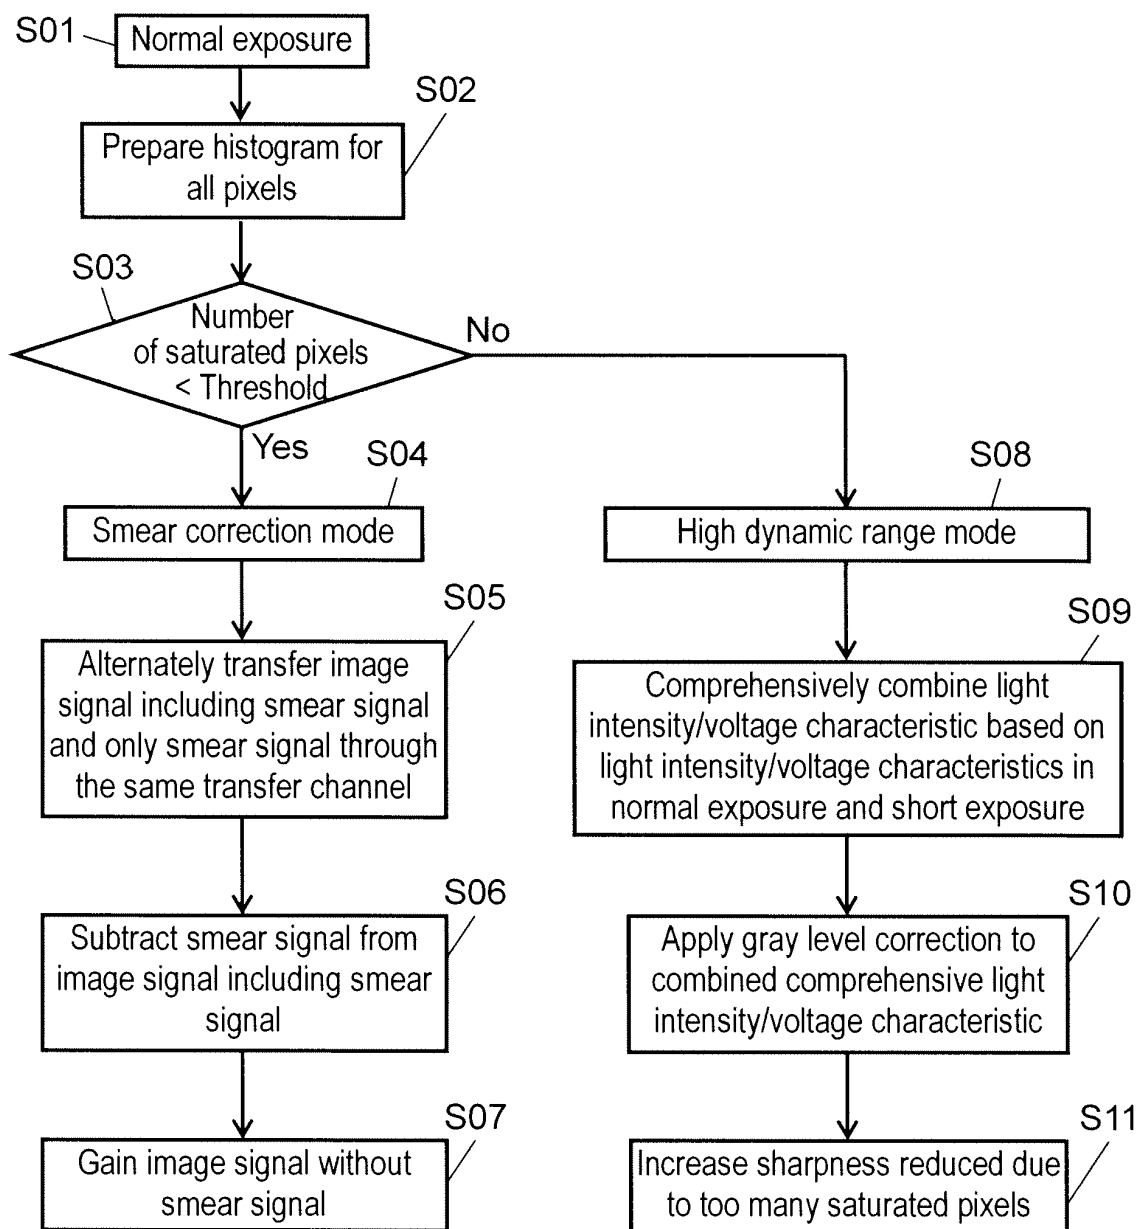 S01
Normal exposure
S02
Prepare histogram for
all pixels
S03
Number
of saturated pixels
< Threshold
No
Yes
S04
Smear correction mode
S05
Alternately transfer image
signal including smear signal
and only smear signal through
the same transfer channel
S06
Subtract smear signal from
image signal including smear
signal
S07
Gain image signal without
smear signal
S08
High dynamic range mode
S09
Comprehensively combine light
intensity/voltage characteristic based on
light intensity/voltage characteristics in
normal exposure and short exposure
S10
Apply gray level correction to
combined comprehensive light
intensity/voltage characteristic
S11
Increase sharpness reduced due
to too many saturated pixels